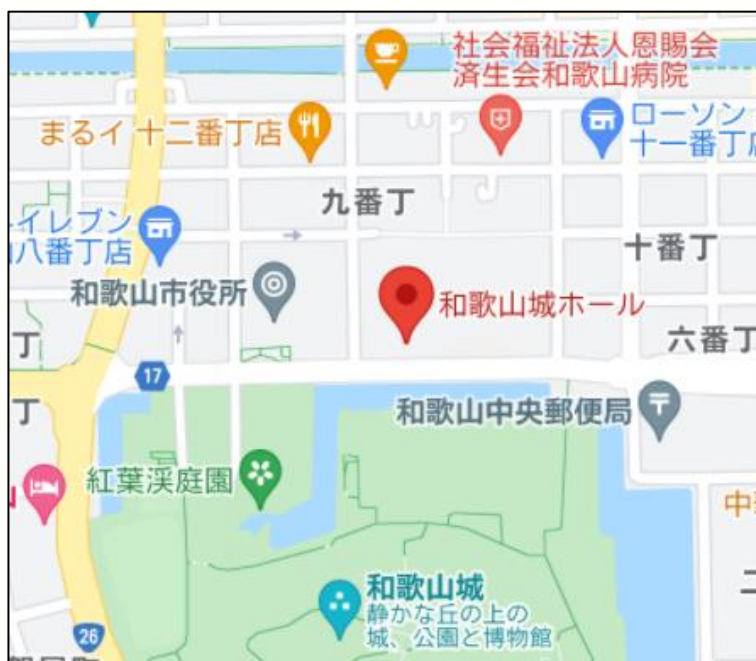 社会福祉法人恩賜会
済生会和歌山病院
まるイ 十二番丁店
ローソン
十一番丁店
九番丁
イレブン
八番丁店
十番丁
和歌山市役所
和歌山城ホール
丁
六番丁
17
丁
和歌山中央郵便局
紅葉渓庭園
中
和歌山城
静かな丘の上の
城、公園と博物館
26